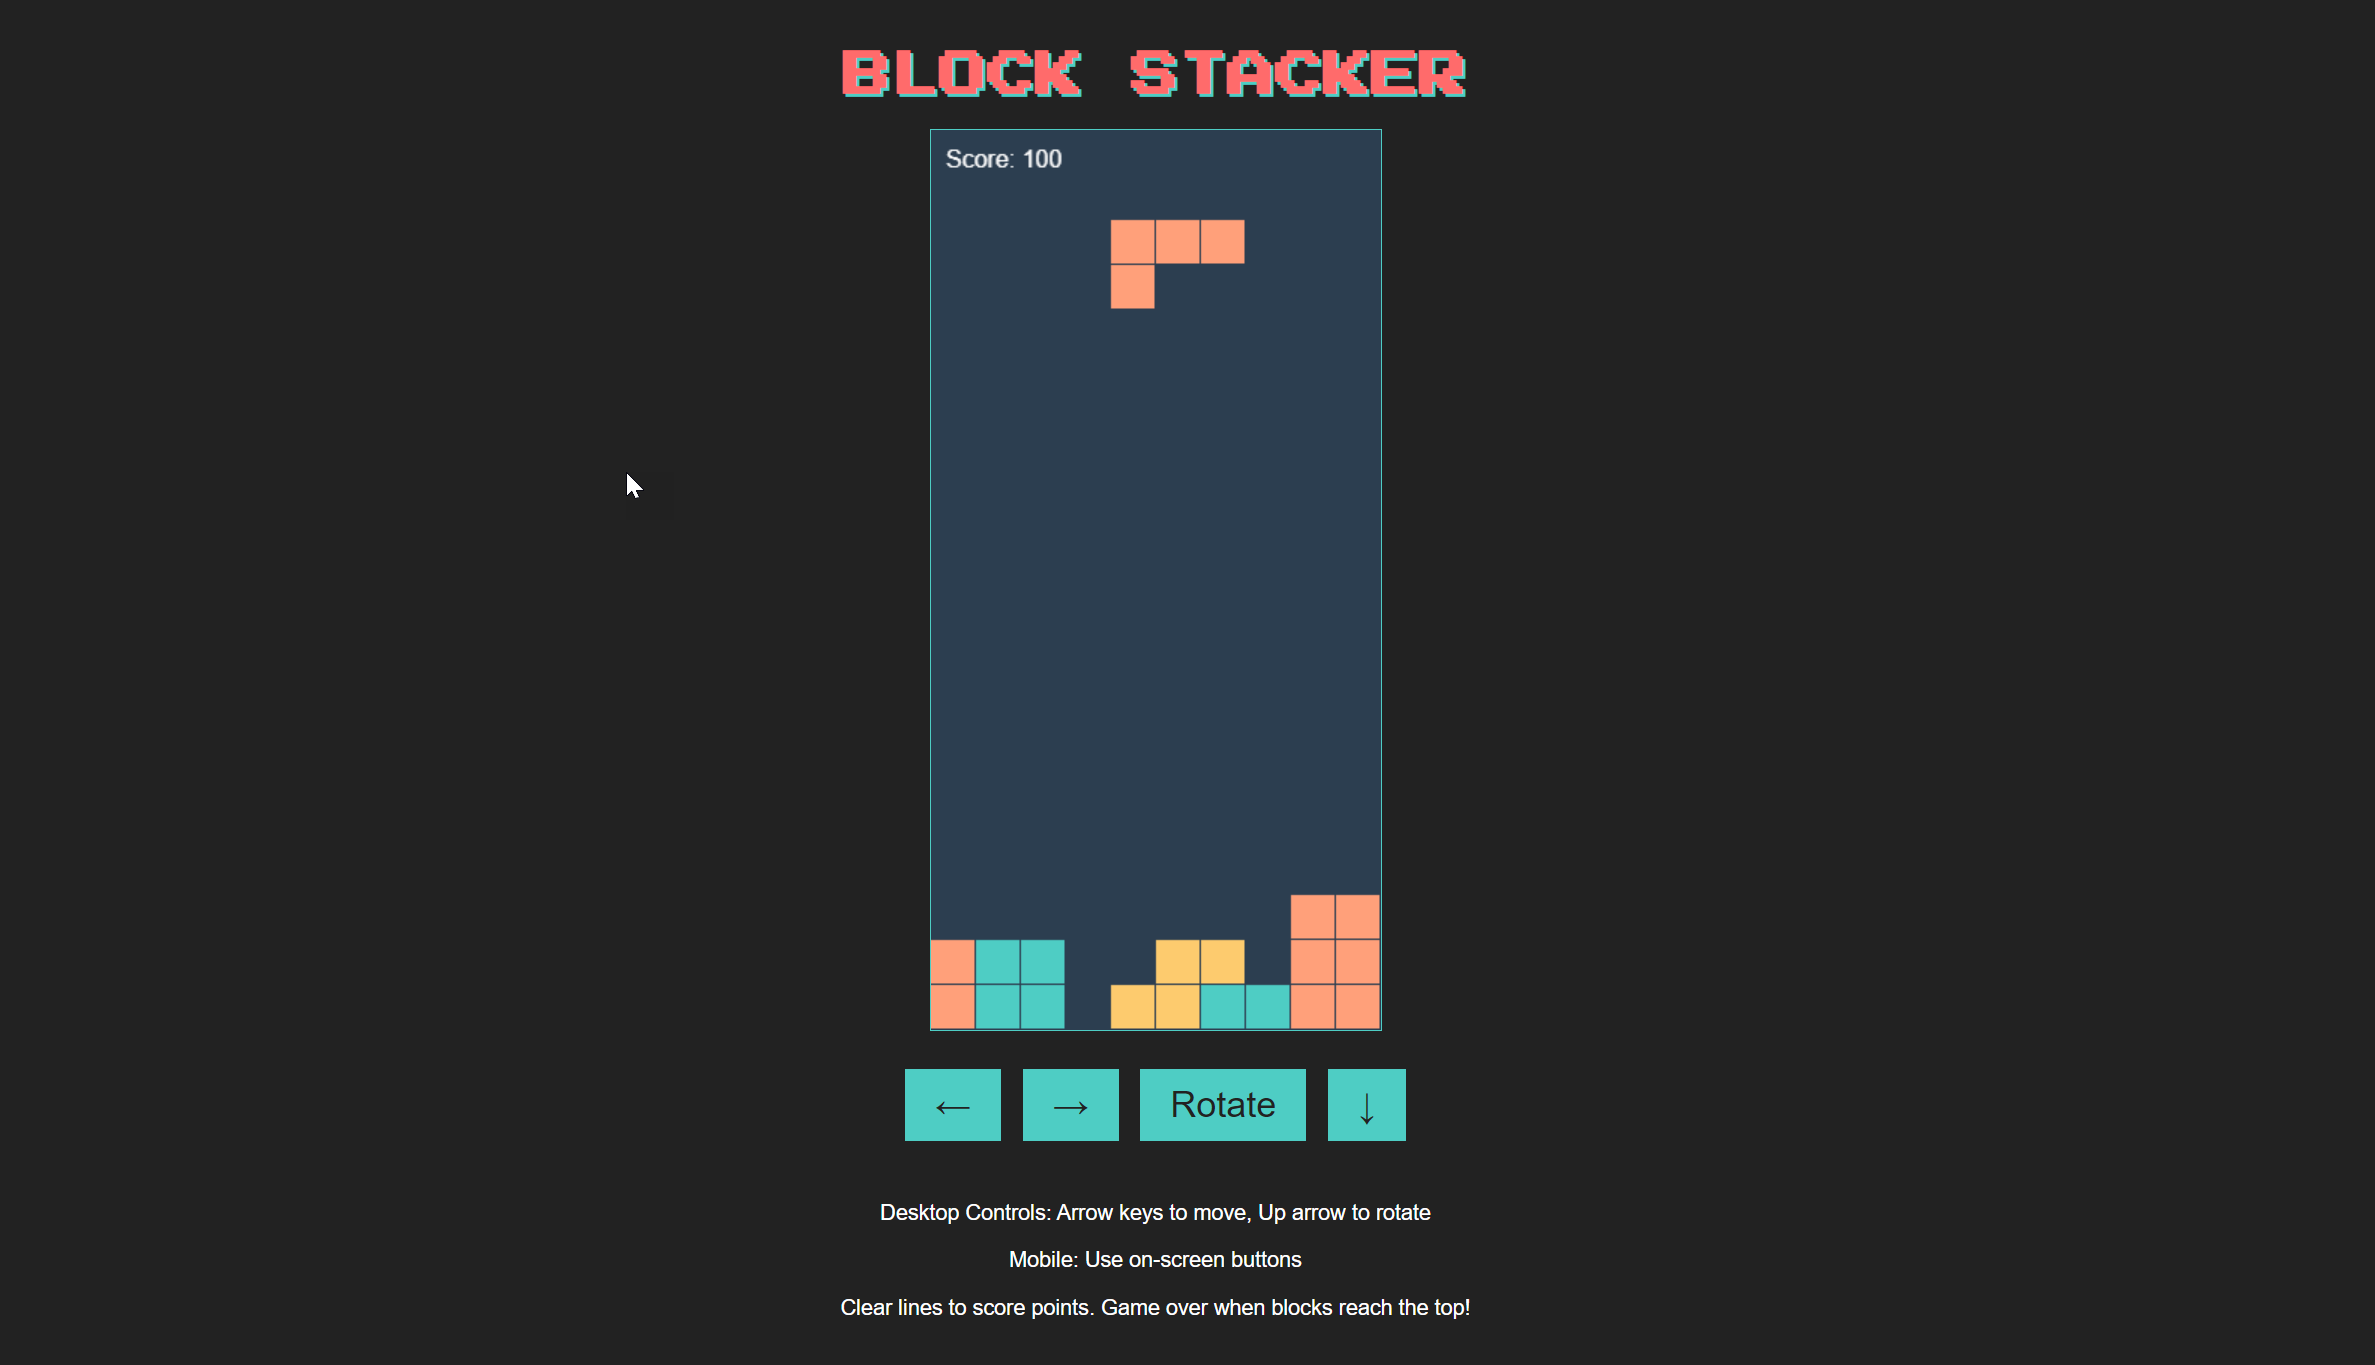 BLOCK STACKER
Score: 100
← → Rotate ↓
Desktop Controls: Arrow keys to move, Up arrow to rotate
Mobile: Use on-screen buttons
Clear lines to score points. Game over when blocks reach the top!